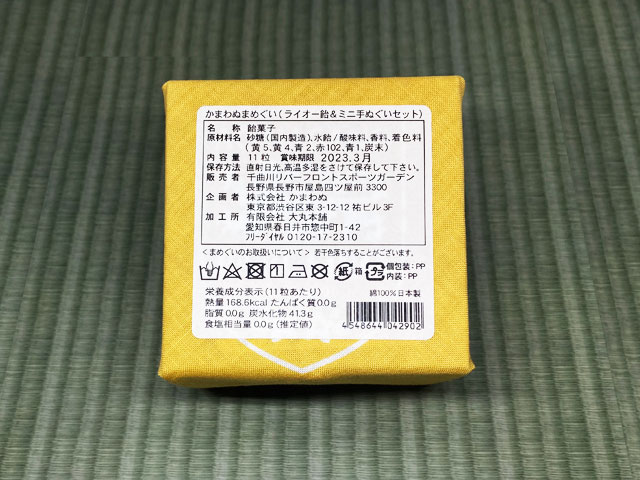 かまわぬまめぐい(ライオー飴&ミニ手ぬぐいセット)
名 称 飴菓子
原材料名 砂糖(国内製造)、水飴/酸味料、香料、着色料
(黄5、黄4、青2、赤102、青1、炭末)
内容量 11粒 賞味期限 2023.3月
保存方法 直射日光、高温多湿をさけて保存して下さい。
販売者 千曲川リバーフロントスポーツガーデン
長野県長野市屋島四ツ屋前 3300
企画者 株式会社 かまわぬ
東京都渋谷区東 3-12-12 祐ビル3F
加工所 有限会社 大丸本舗
愛知県春日井市惣中町1-42
フリーダイヤル 0120-17-2310
<まめぐいのお取扱いについて> 若干色落ちすることがございます。
紙 箱 プラ 個包装:PP
内装:PP
栄養成分表示(11粒あたり)
熱量 168.6kcal たんぱく質 0.0g
脂質 0.0g 炭水化物 41.3g
食塩相当量 0.0g (推定値)
綿100% 日本製
4548644042902